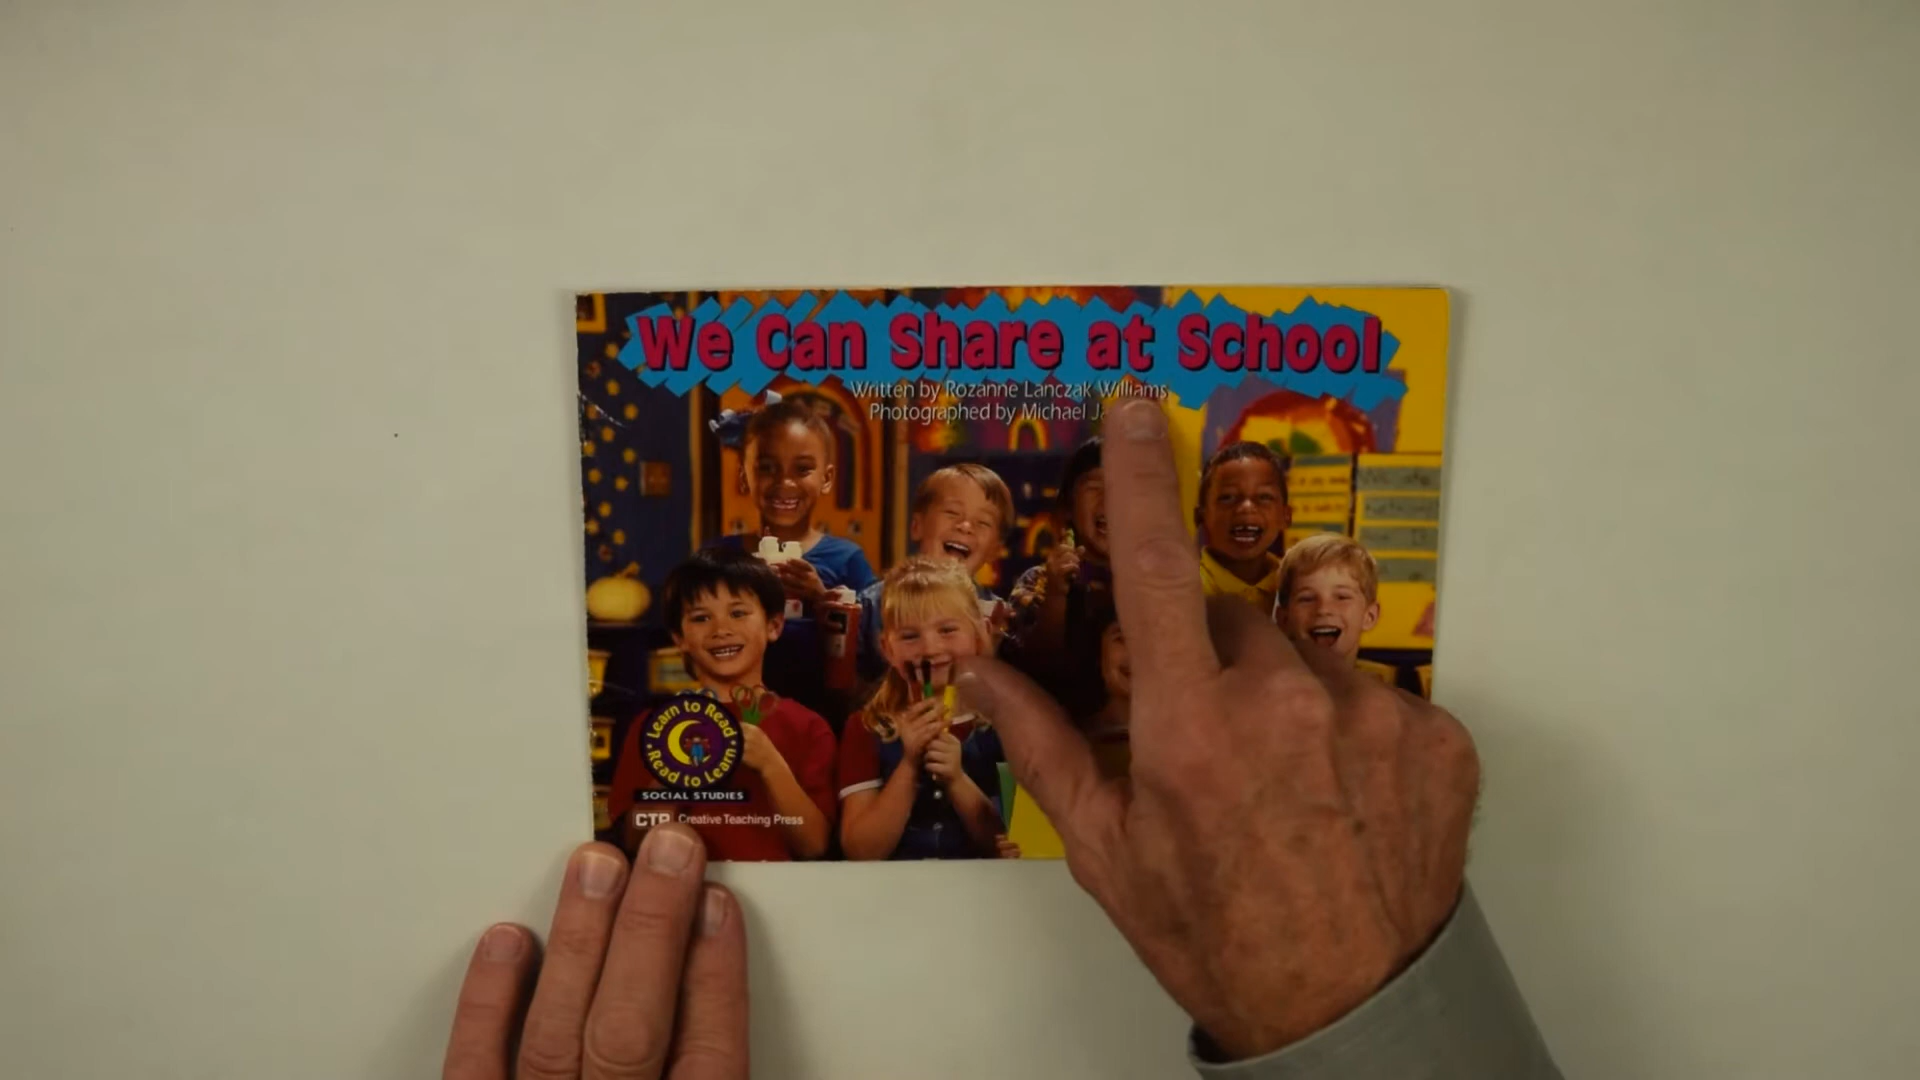 We Can Share at School
Written by Rozanne Lanczak Williams
Photographed by Michael
Learn to Read
Read to Learn
SOCIAL STUDIES
CTP Creative Teaching Press